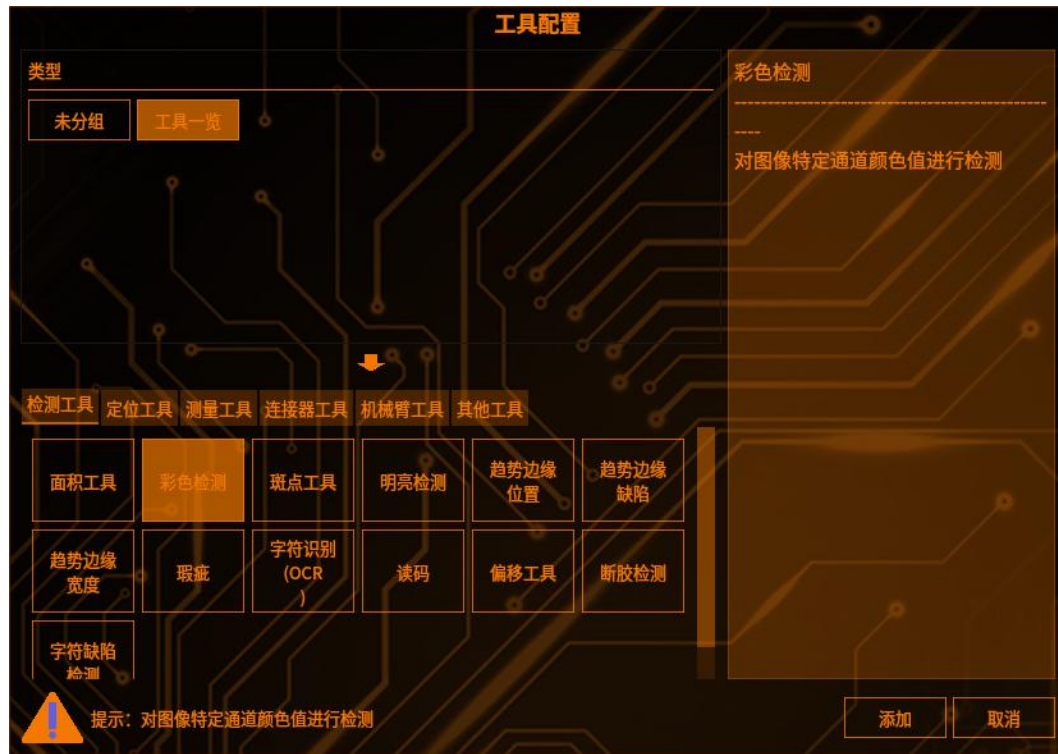 工具配置
类型
未分组
工具一览
彩色检测
------------------------------------------------
----
对图像特定通道颜色值进行检测
检测工具
定位工具
测量工具
连接器工具
机械臂工具
其他工具
面积工具
彩色检测
斑点工具
明亮检测
趋势边缘
位置
趋势边缘
缺陷
趋势边缘
宽度
瑕疵
字符识别
(OCR
)
读码
偏移工具
断胶检测
字符缺陷
检测
提示：对图像特定通道颜色值进行检测
添加
取消